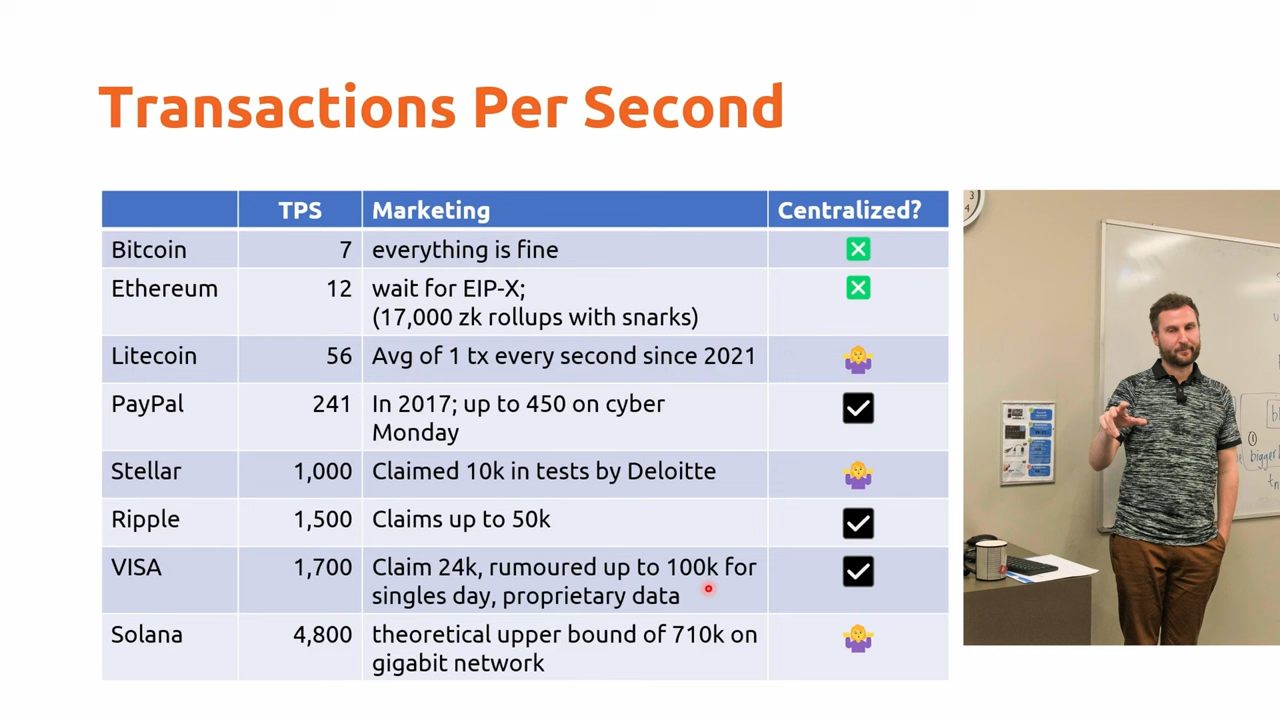 Transactions Per Second
TPS Marketing Centralized?
Bitcoin 7 everything is fine
Ethereum 12 wait for EIP-X;
(17,000 zk rollups with snarks)
Litecoin 56 Avg of 1 tx every second since 2021
PayPal 241 In 2017; up to 450 on cyber
Monday
Stellar 1,000 Claimed 10k in tests by Deloitte
Ripple 1,500 Claims up to 50k
VISA 1,700 Claim 24k, rumoured up to 100k for
singles day, proprietary data
Solana 4,800 theoretical upper bound of 710k on
gigabit network
3
4
bigger